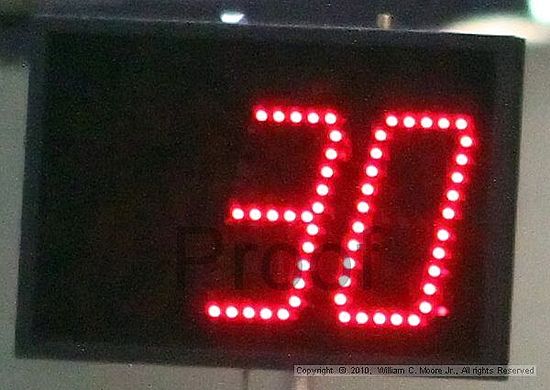 30
Proof
Copyright © 2010, William C. Moore Jr., All rights Reserved